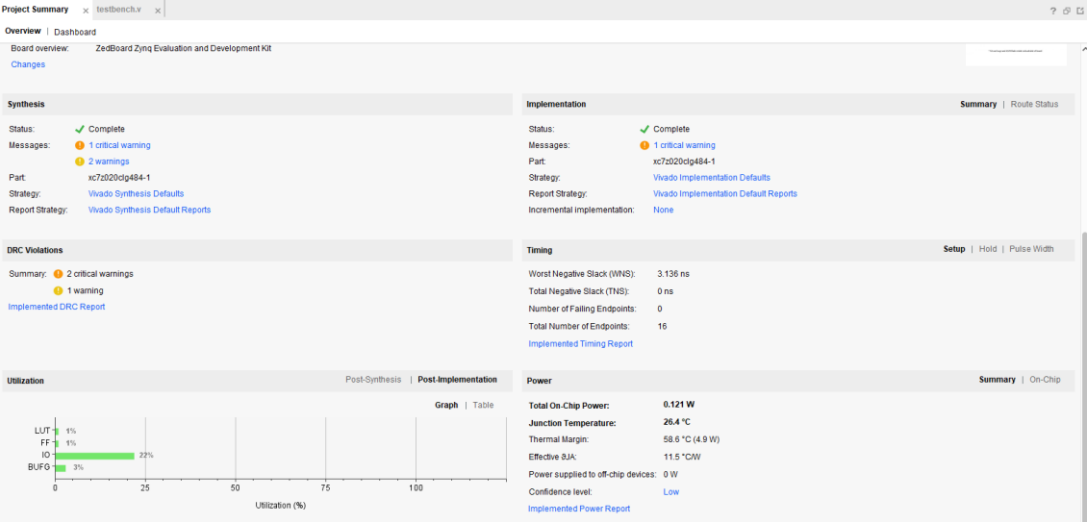 Project Summary × testbench.v ×
?
Overview | Dashboard
Board overview: ZedBoard Zynq Evaluation and Development Kit
Changes
Synthesis
Status: Complete
Messages: 1 critical warning
2 warnings
Part: xc7z020clg484-1
Strategy: Vivado Synthesis Defaults
Report Strategy: Vivado Synthesis Default Reports
Implementation Summary | Route Status
Status: Complete
Messages: 1 critical warning
Part: xc7z020clg484-1
Strategy: Vivado Implementation Defaults
Report Strategy: Vivado Implementation Default Reports
Incremental implementation: None
DRC Violations
Summary: 2 critical warnings
1 warning
Implemented DRC Report
Timing Setup | Hold | Pulse Width
Worst Negative Slack (WNS): 3.136 ns
Total Negative Slack (TNS): 0 ns
Number of Failing Endpoints: 0
Total Number of Endpoints: 16
Implemented Timing Report
Utilization Post-Synthesis | Post-Implementation
Graph | Table
LUT 1%
FF 1%
IO 22%
BUFG 3%
0 25 50 75 100
Utilization (%)
Power Summary | On-Chip
Total On-Chip Power: 0.121 W
Junction Temperature: 26.4 °C
Thermal Margin: 58.6 °C (4.9 W)
Effective ϑJA: 11.5 °C/W
Power supplied to off-chip devices: 0 W
Confidence level: Low
Implemented Power Report